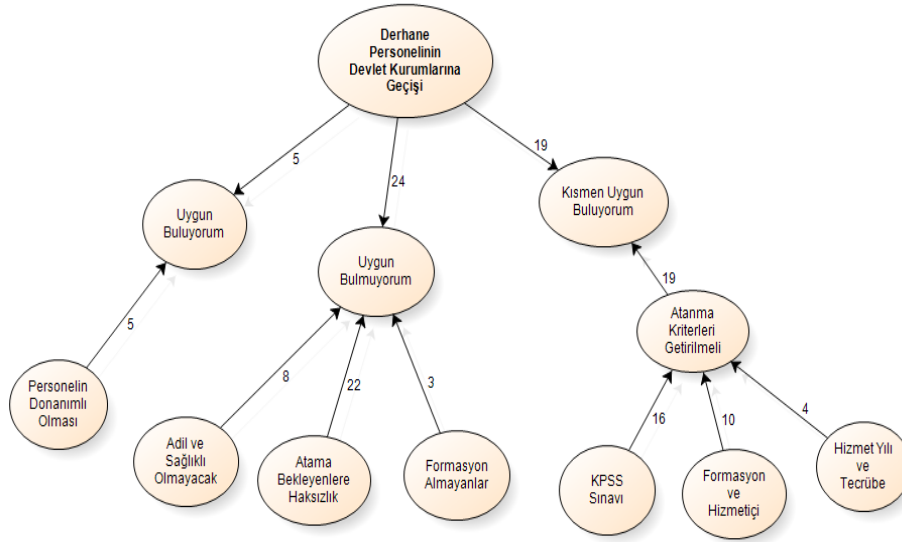 Derhane
Personelinin
Devlet Kurumlarına
Geçişi
5
24
19
Uygun
Buluyorum
Uygun
Bulmuyorum
Kısmen Uygun
Buluyorum
5
8
22
3
19
Atanma
Kriterleri
Getirilmeli
16
10
4
Personelin
Donanımlı
Olması
Adil ve
Sağlıklı
Olmayacak
Atama
Bekleyenlere
Haksızlık
Formasyon
Almayanlar
KPSS
Sınavı
Formasyon
ve
Hizmetiçi
Hizmet Yılı
ve
Tecrübe